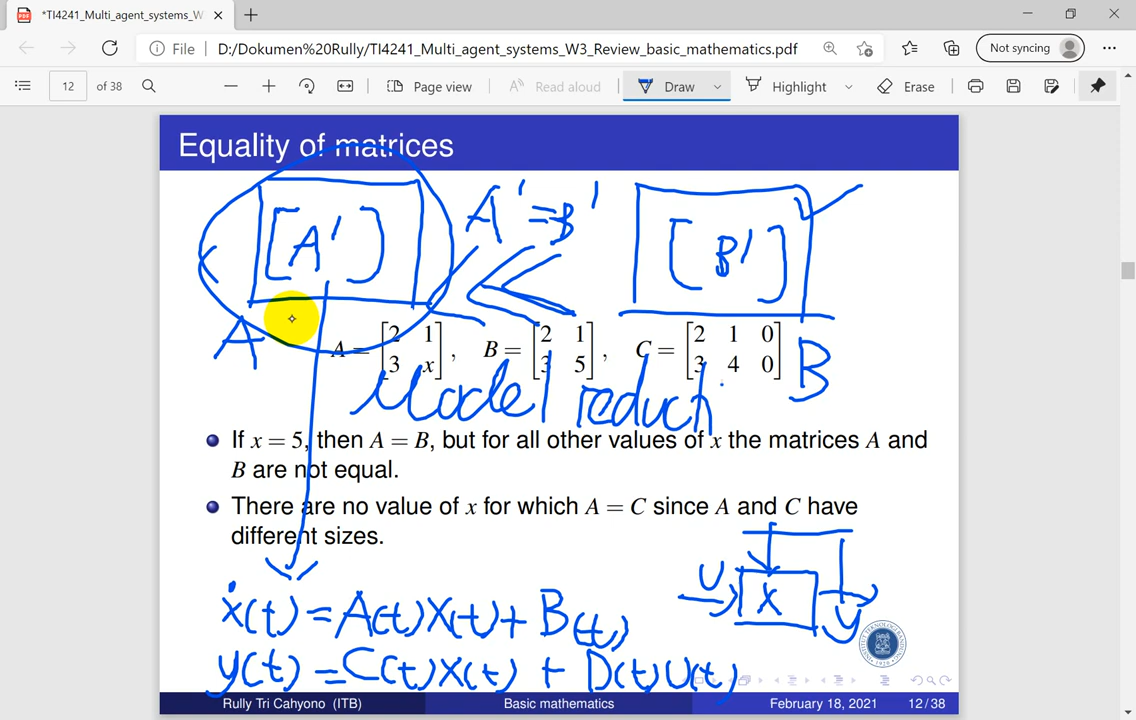 *TI4241_Multi_agent_systems_W
File D:/Dokumen%20Rully/TI4241_Multi_agent_systems_W3_Review_basic_mathematics.pdf Not syncing
12 of 38 Page view Read aloud Draw Highlight Erase
Equality of matrices
[A'] A' = B' [B']
A B
A = [2 1; 3 x], B = [2 1; 3 5], C = [2 1 0; 3 4 0]
Model reduct
If x = 5, then A = B, but for all other values of x the matrices A and
B are not equal.
There are no value of x for which A = C since A and C have
different sizes.
U X y
ẋ(t) = A(t)X(t) + B(t)
y(t) = C(t)X(t) + D(t)U(t)
Rully Tri Cahyono (ITB) Basic mathematics February 18, 2021 12/38